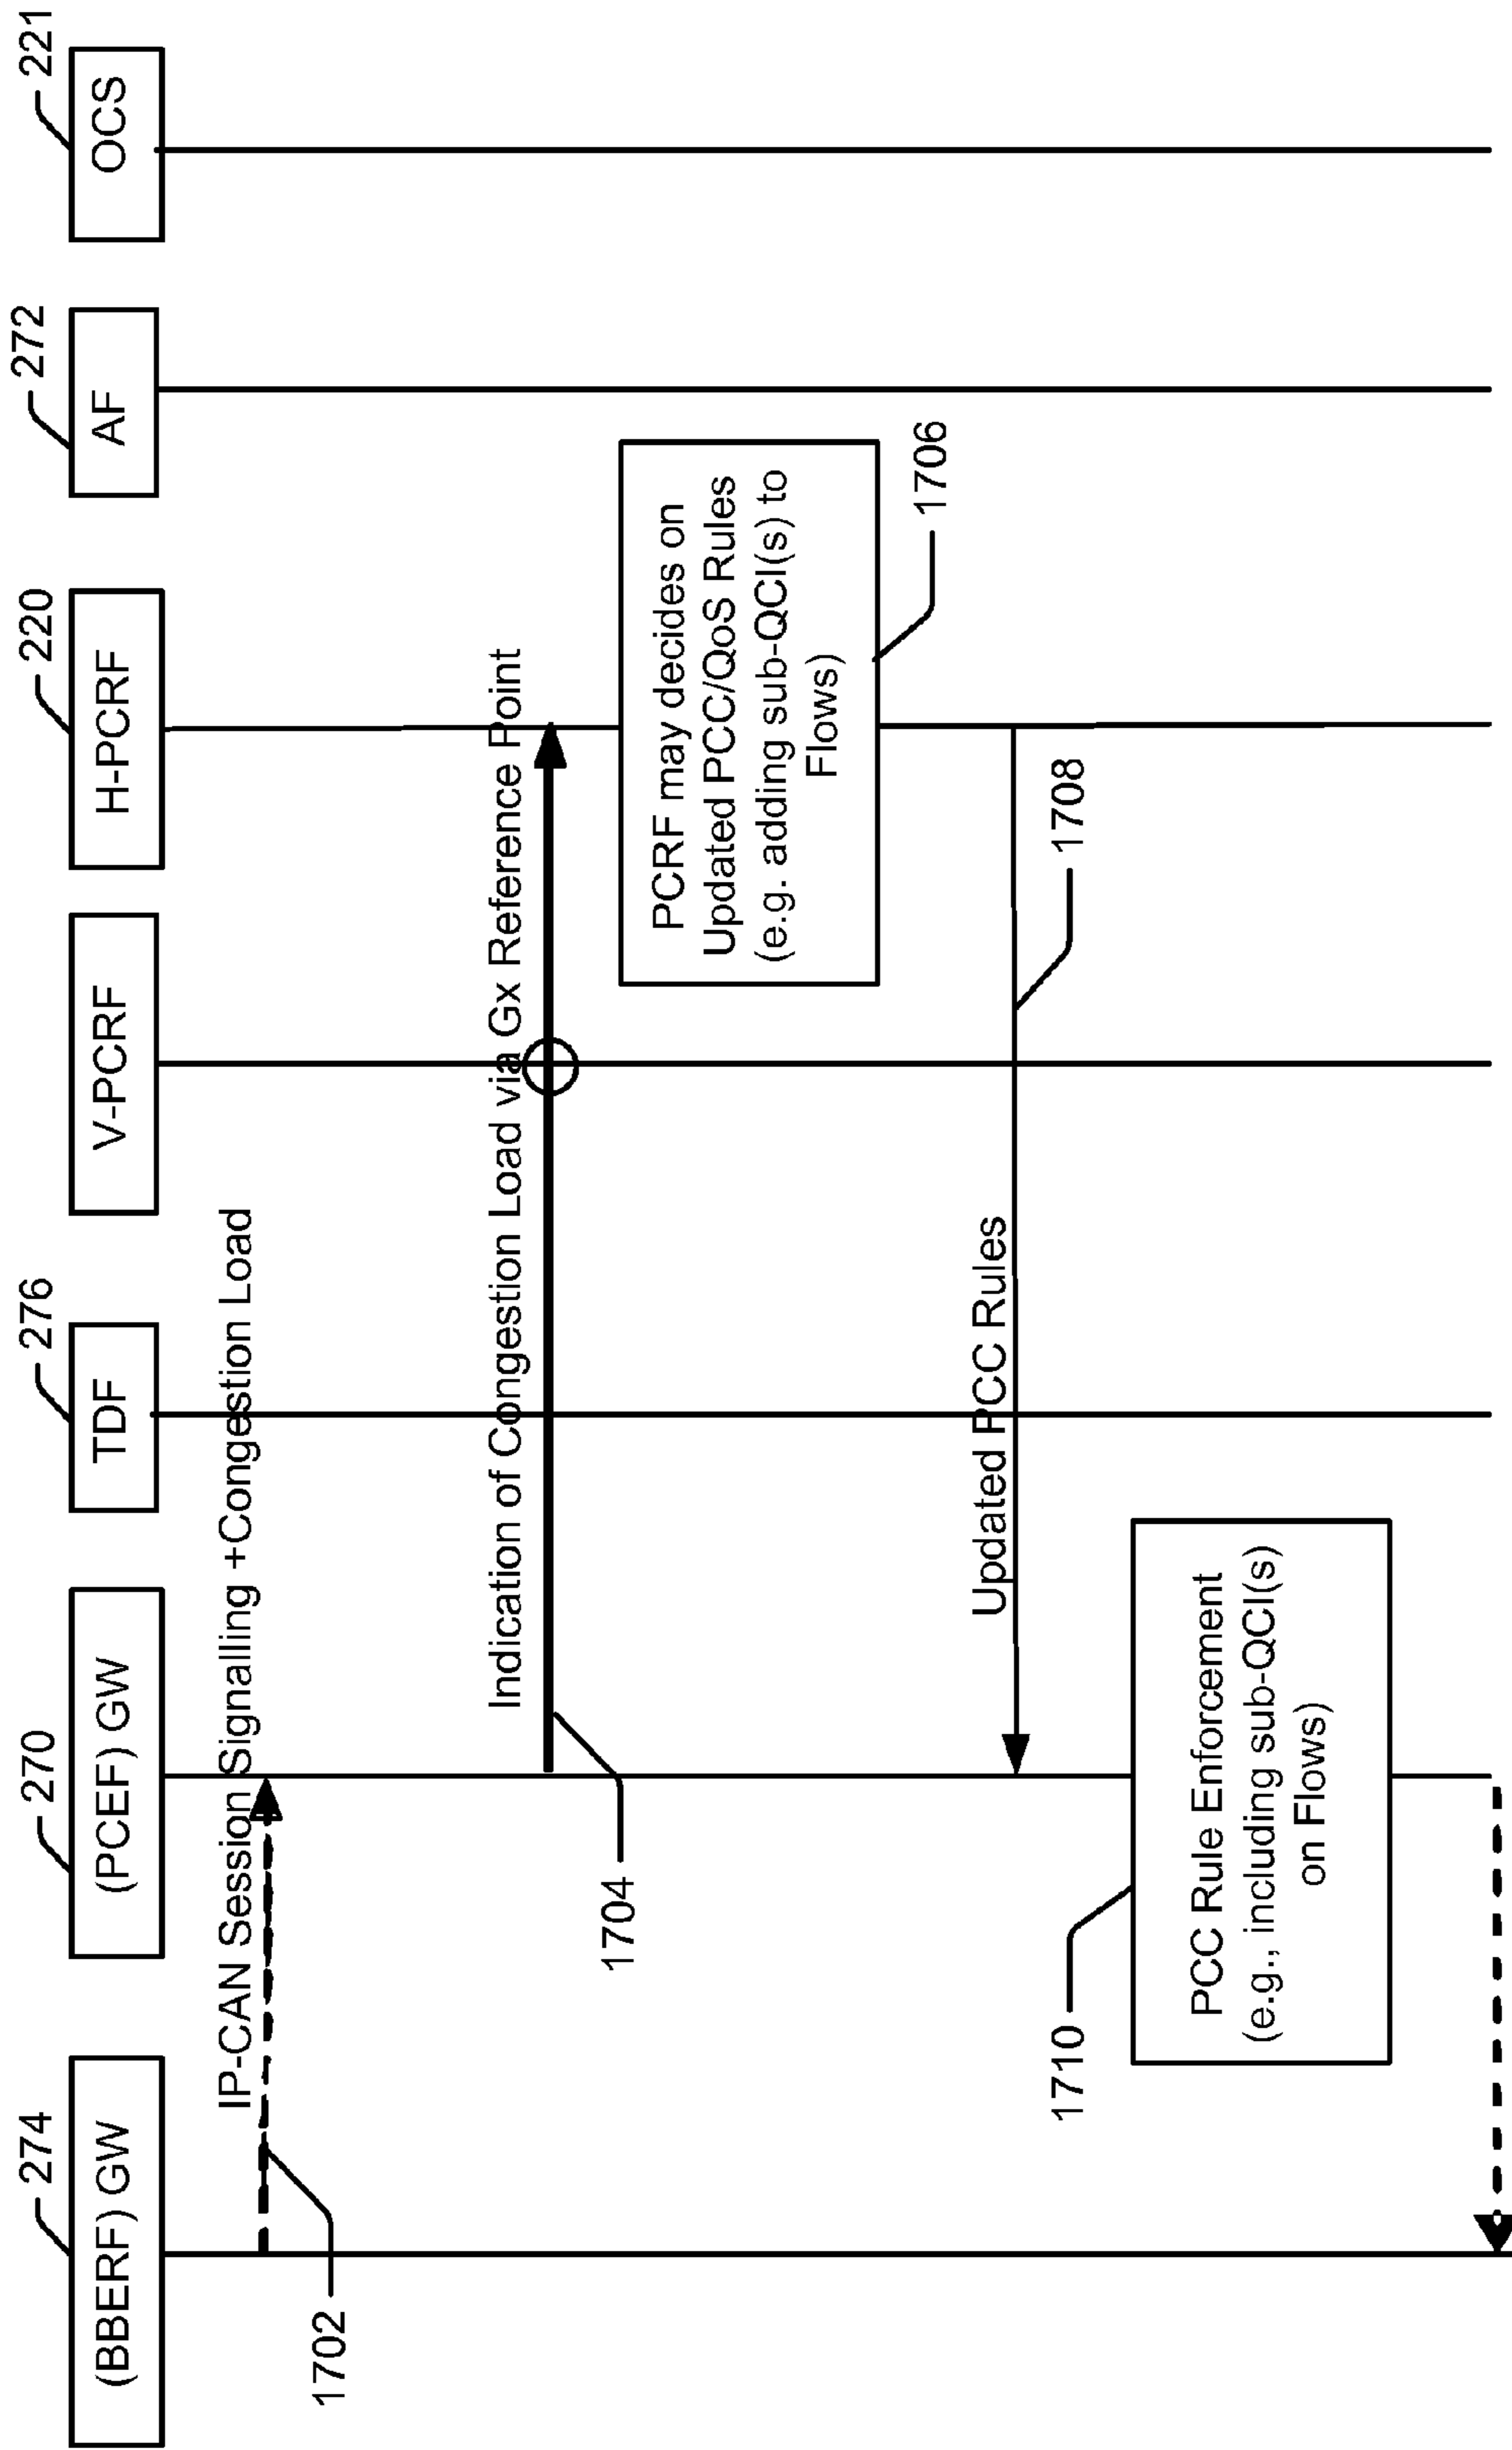 274
(BBERF) GW
270
(PCEF) GW
276
TDF
V-PCRF
220
H-PCRF
272
AF
221
OCS
IP-CAN Session Signalling +Congestion Load
1702
Indication of Congestion Load via Gx Reference Point
1704
PCRF may decides on
Updated PCC/QoS Rules
(e.g. adding sub-QCI(s) to
Flows)
1706
Updated PCC Rules
1708
1710
PCC Rule Enforcement
(e.g., including sub-QCI(s)
on Flows)